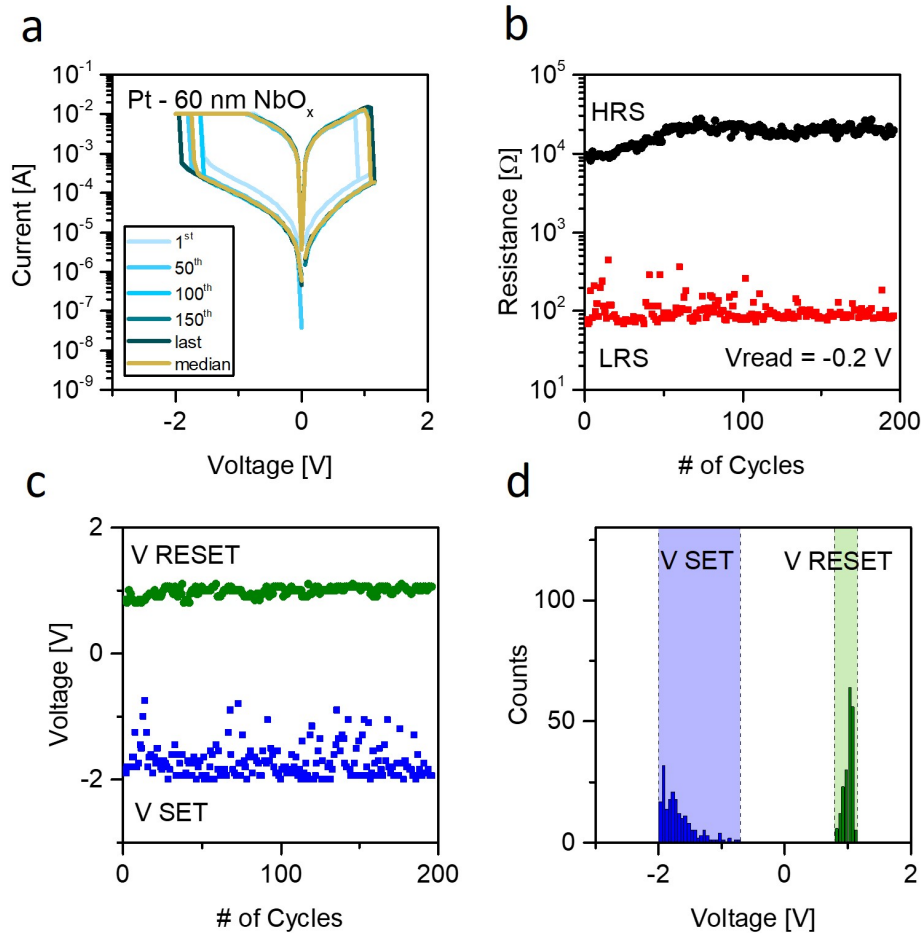 a
10⁻¹
10⁻²
10⁻³
10⁻⁴
10⁻⁵
10⁻⁶
10⁻⁷
10⁻⁸
10⁻⁹
Current [A]
Pt - 60 nm NbOₓ
1ˢᵗ
50ᵗʰ
100ᵗʰ
150ᵗʰ
last
median
-2
0
2
Voltage [V]
b
10⁵
10⁴
10³
10²
10¹
Resistance [Ω]
HRS
LRS
Vread = -0.2 V
0
100
200
# of Cycles
c
2
0
-2
Voltage [V]
V RESET
V SET
0
100
200
# of Cycles
d
100
50
0
Counts
V SET
V RESET
-2
0
2
Voltage [V]